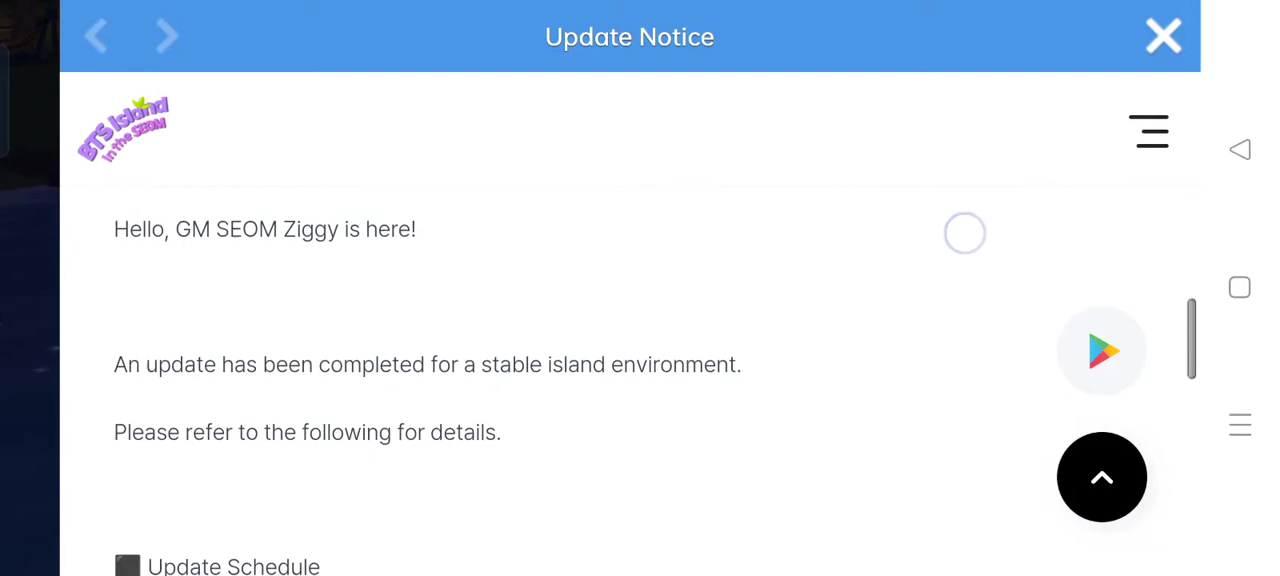 Update Notice
BTS Island
In the SEOM
Hello, GM SEOM Ziggy is here!
An update has been completed for a stable island environment.
Please refer to the following for details.
Update Schedule